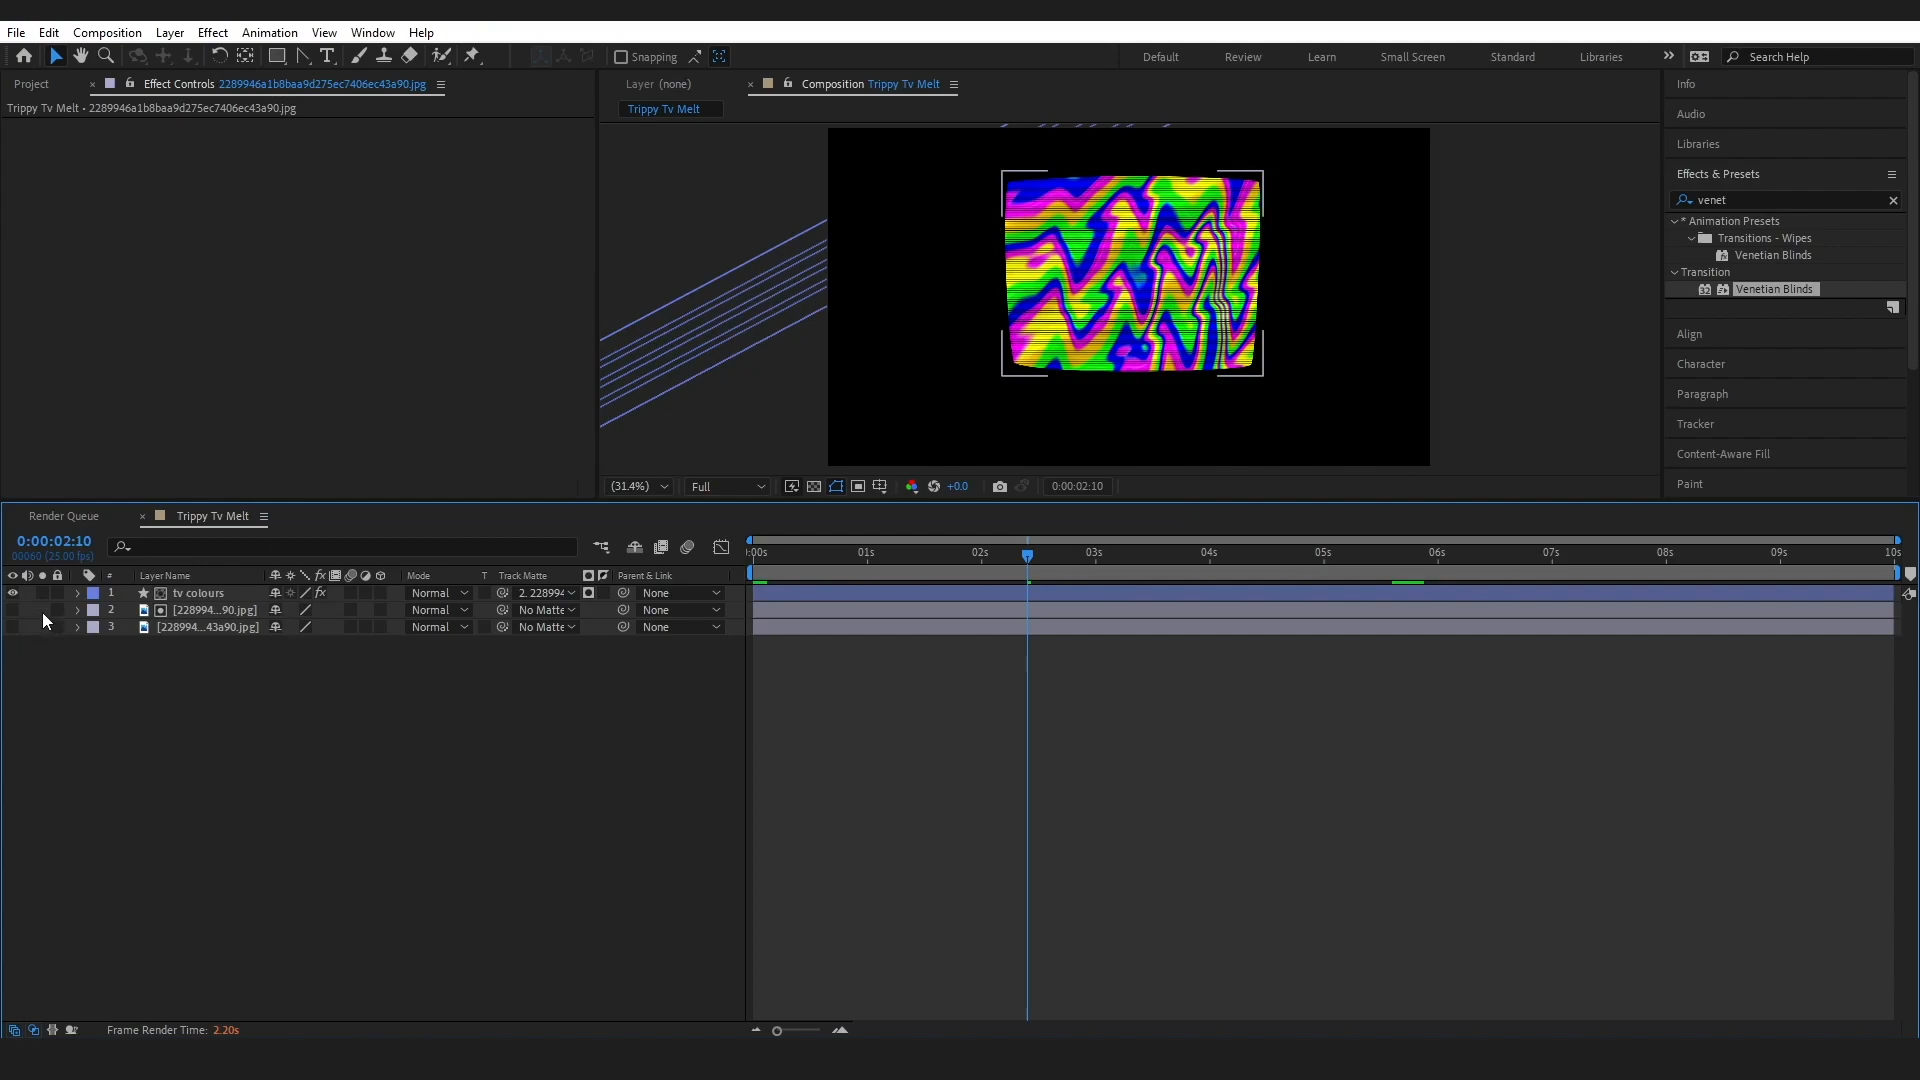 File Edit Composition Layer Effect Animation View Window Help
Snapping
Default Review Learn Small Screen Standard Libraries
Search Help
Project
Effect Controls 2289946a1b8baa9d275ec7406ec43a90.jpg
Trippy Tv Melt • 2289946a1b8baa9d275ec7406ec43a90.jpg
Layer (none)
Composition Trippy Tv Melt
Trippy Tv Melt
(31.4%) Full +0.0 0:00:02:10
Info
Audio
Libraries
Effects & Presets
venet
* Animation Presets
Transitions - Wipes
Venetian Blinds
Transition
Venetian Blinds
Align
Character
Paragraph
Tracker
Content-Aware Fill
Paint
Render Queue
Trippy Tv Melt
0:00:02:10
00060 (25.00 fps)
:00s 01s 02s 03s 04s 05s 06s 07s 08s 09s 10s
# Layer Name fx Mode T Track Matte Parent & Link
1 tv colours fx Normal 2. 228994 None
2 [228994...90.jpg] Normal No Matte None
3 [228994...43a90.jpg] Normal No Matte None
Frame Render Time: 2.20s